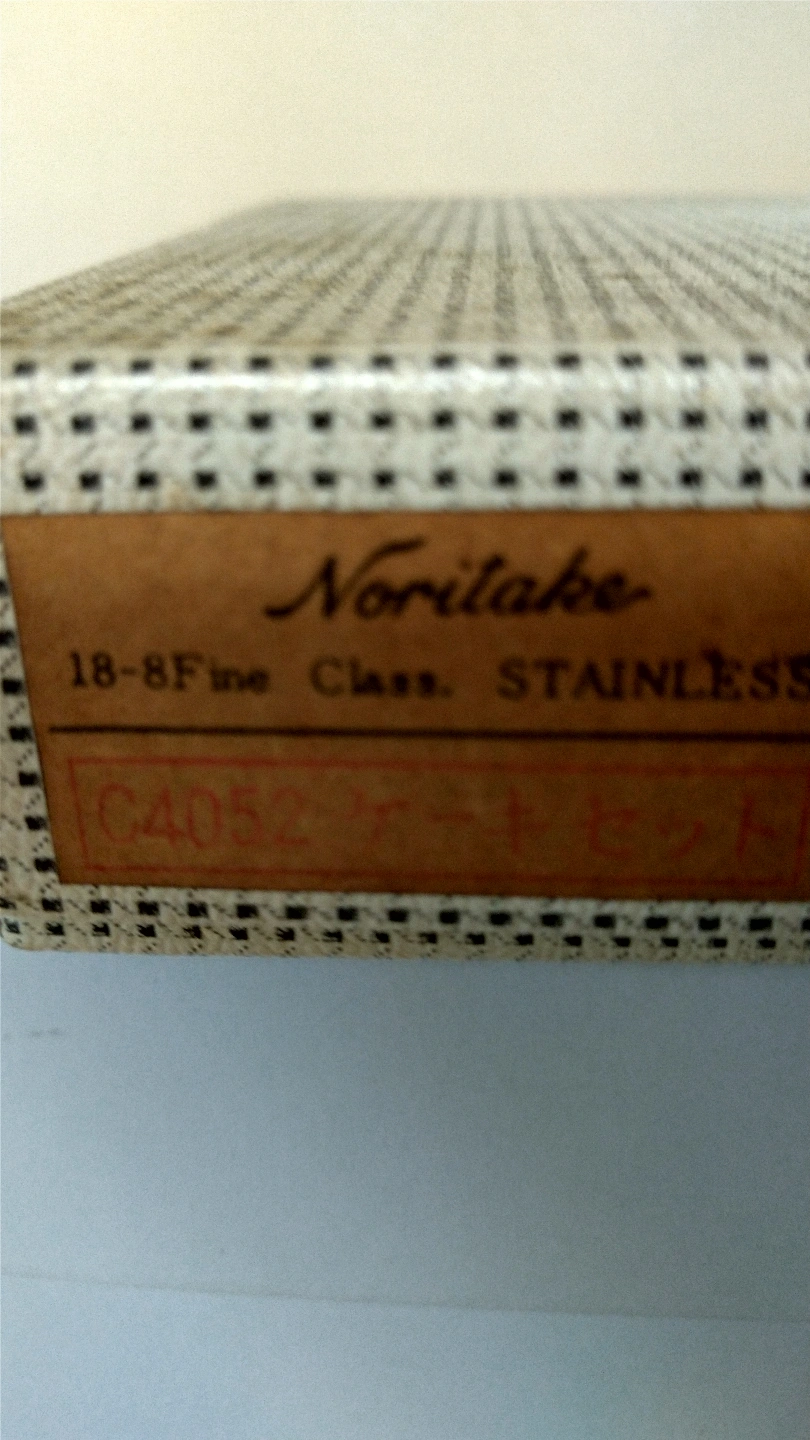 Noritake
18-8Fine Class. STAINLESS
C4052 ケーキセット